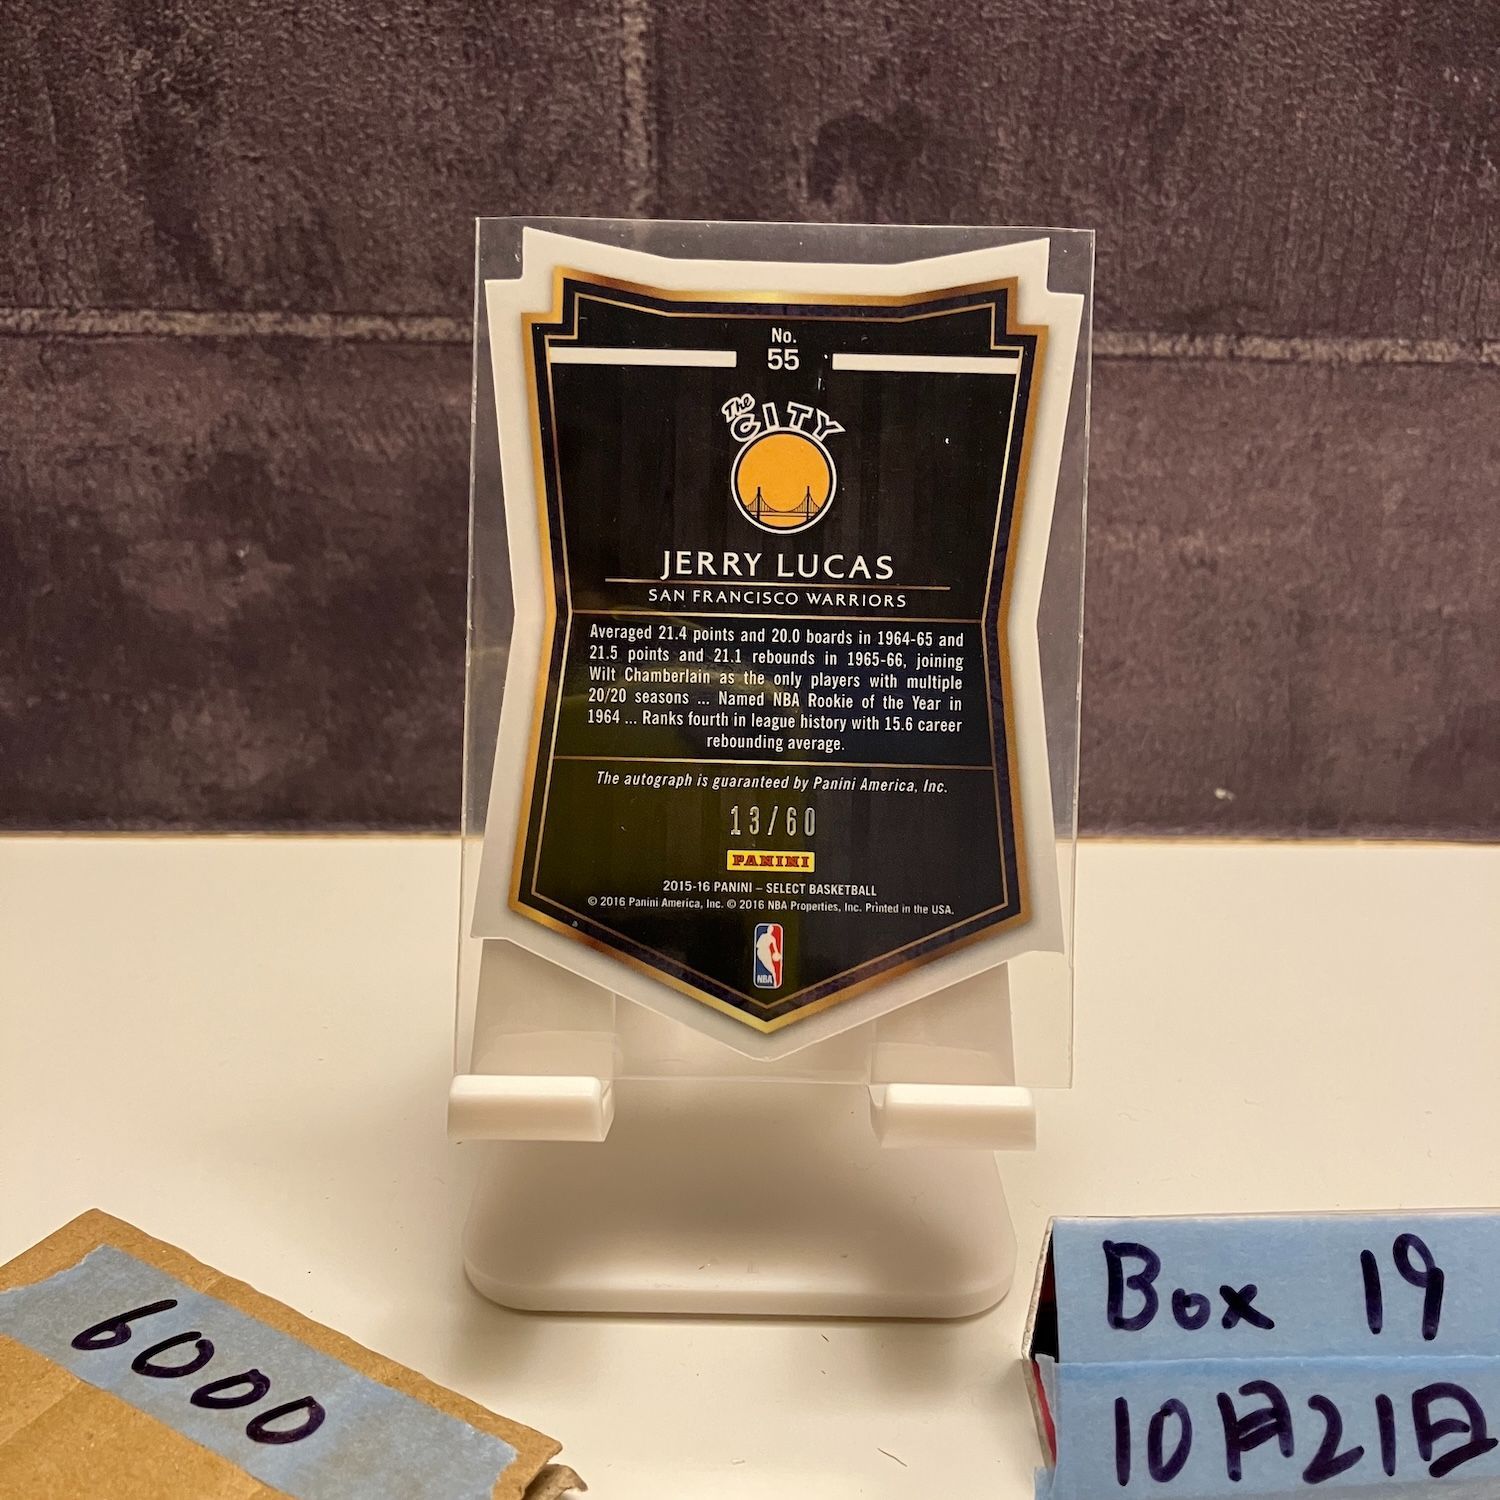 No.
55
The
CITY
JERRY LUCAS
SAN FRANCISCO WARRIORS
Averaged 21.4 points and 20.0 boards in 1964-65 and
21.5 points and 21.1 rebounds in 1965-66, joining
Wilt Chamberlain as the only players with multiple
20/20 seasons ... Named NBA Rookie of the Year in
1964 ... Ranks fourth in league history with 15.6 career
rebounding average.
The autograph is guaranteed by Panini America, Inc.
13/60
PANINI
2015-16 PANINI – SELECT BASKETBALL
© 2016 Panini America, Inc. © 2016 NBA Properties, Inc. Printed in the USA.
NBA
6000
Box 19
10月21日